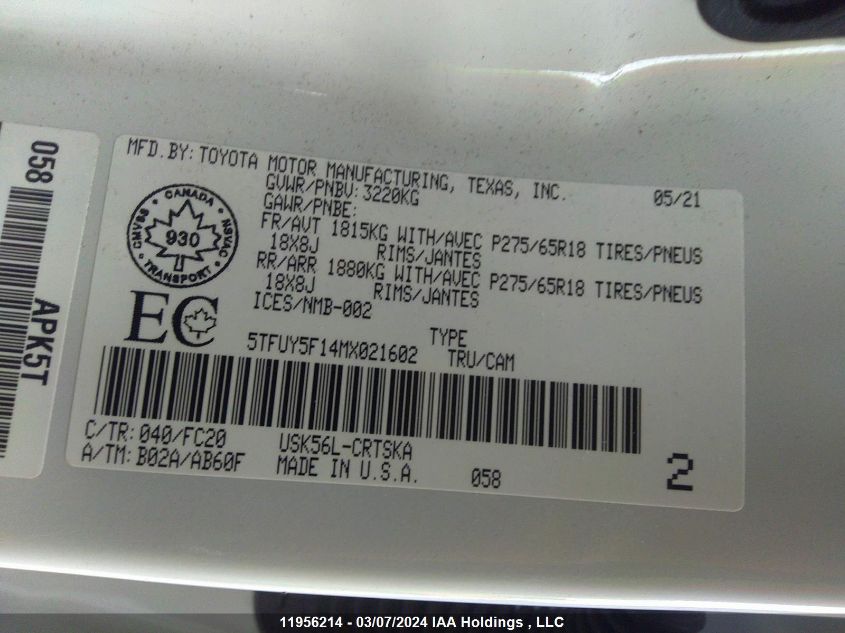 MFD.BY: TOYOTA MOTOR MANUFACTURING, TEXAS, INC. 05/21
GVWR/PNBV: 3220KG
GAWR/PNBE:
FR/AVT 1815KG WITH/AVEC P275/65R18 TIRES/PNEUS
18X8J RIMS/JANTES
RR/ARR 1880KG WITH/AVEC P275/65R18 TIRES/PNEUS
18X8J RIMS/JANTES
ICES/NMB-002
CANADA
CMVSS 930 NSVAC
TRANSPORT
EC
5TFUY5F14MX021602 TYPE
TRU/CAM
C/TR: 040/FC20 USK56L-CRTSKA
A/TM: B02A/AB60F MADE IN U.S.A. 058
2
058
APK5T
11956214 - 03/07/2024 IAA Holdings , LLC